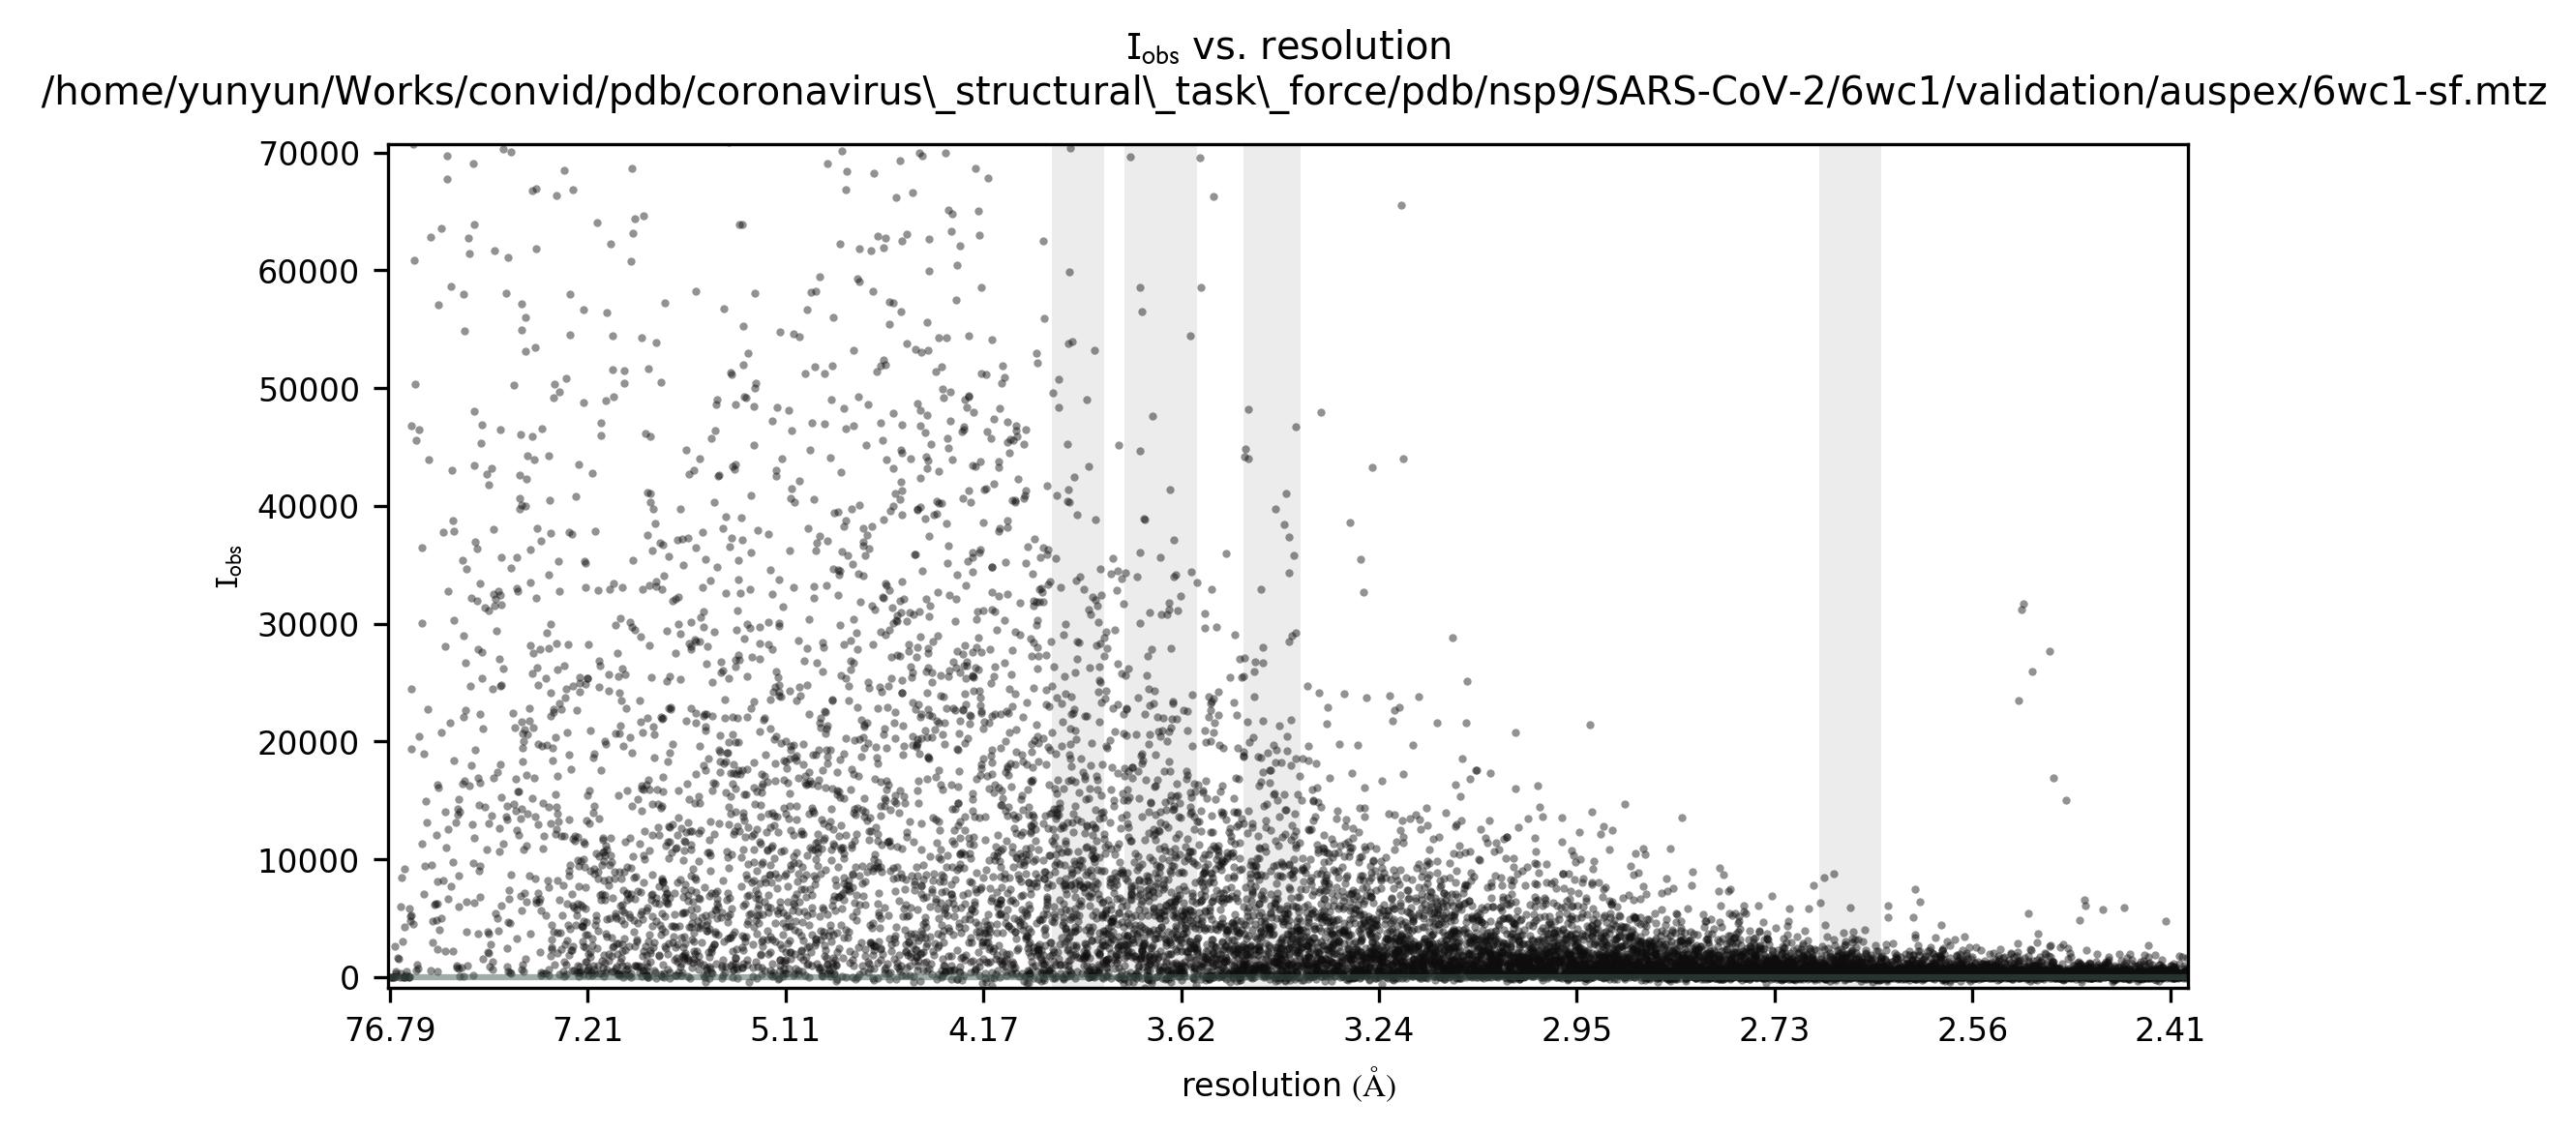 Iobs vs. resolution
/home/yunyun/Works/convid/pdb/coronavirus\_structural\_task\_force/pdb/nsp9/SARS-CoV-2/6wc1/validation/auspex/6wc1-sf.mtz
70000
60000
50000
40000
30000
20000
10000
0
Iobs
76.79 7.21 5.11 4.17 3.62 3.24 2.95 2.73 2.56 2.41
resolution (Å)